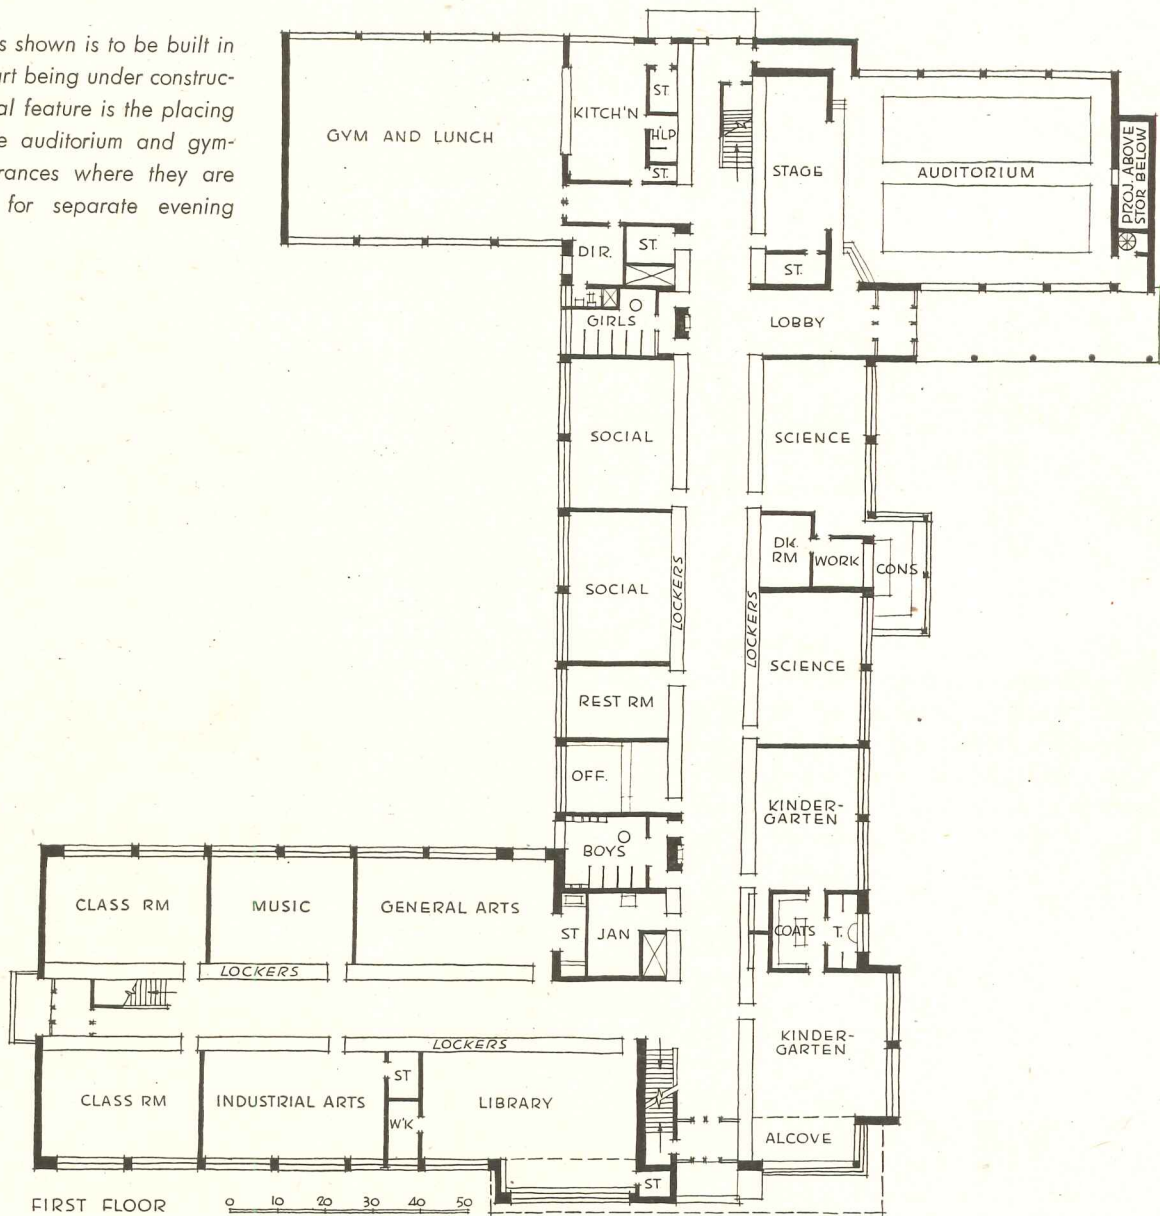 s shown is to be built in
art being under construc-
al feature is the placing
e auditorium and gym-
rances where they are
for separate evening
GYM AND LUNCH
KITCH'N
ST.
H'LP
ST.
STAGE
AUDITORIUM
PROJ. ABOVE
STOR BELOW
DIR.
ST.
ST.
GIRLS
LOBBY
SOCIAL
SCIENCE
SOCIAL
LOCKERS
LOCKERS
DK.
RM
WORK
CONS
SCIENCE
REST RM
OFF.
KINDER-
GARTEN
BOYS
CLASS RM
MUSIC
GENERAL ARTS
ST
JAN
COATS
T.
LOCKERS
KINDER-
GARTEN
LOCKERS
CLASS RM
INDUSTRIAL ARTS
ST
W'K
LIBRARY
ALCOVE
ST
FIRST FLOOR
0 10 20 30 40 50